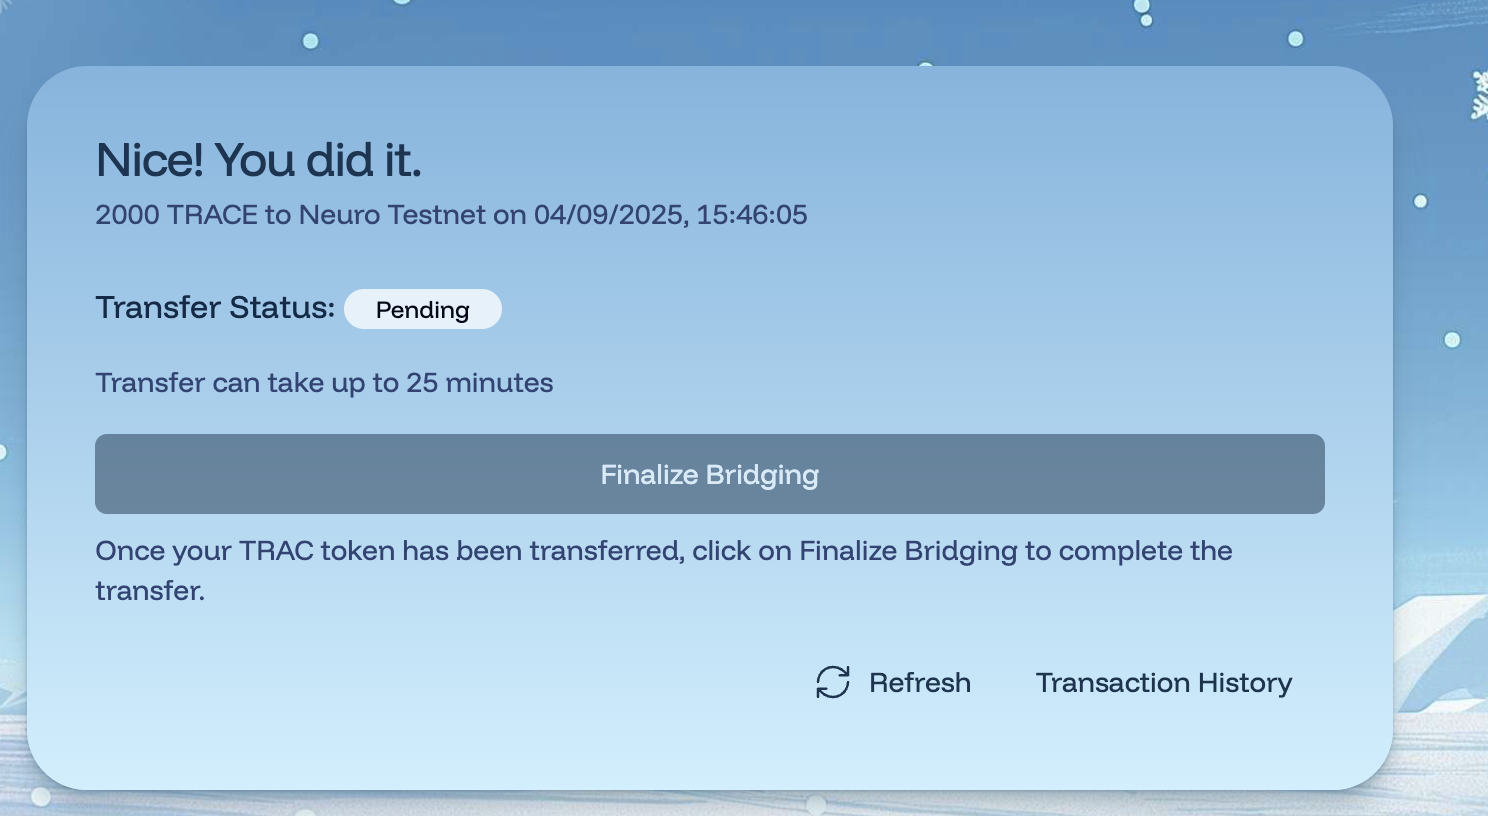 Nice! You did it.
2000 TRACE to Neuro Testnet on 04/09/2025, 15:46:05
Transfer Status: Pending
Transfer can take up to 25 minutes
Finalize Bridging
Once your TRAC token has been transferred, click on Finalize Bridging to complete the
transfer.
Refresh Transaction History